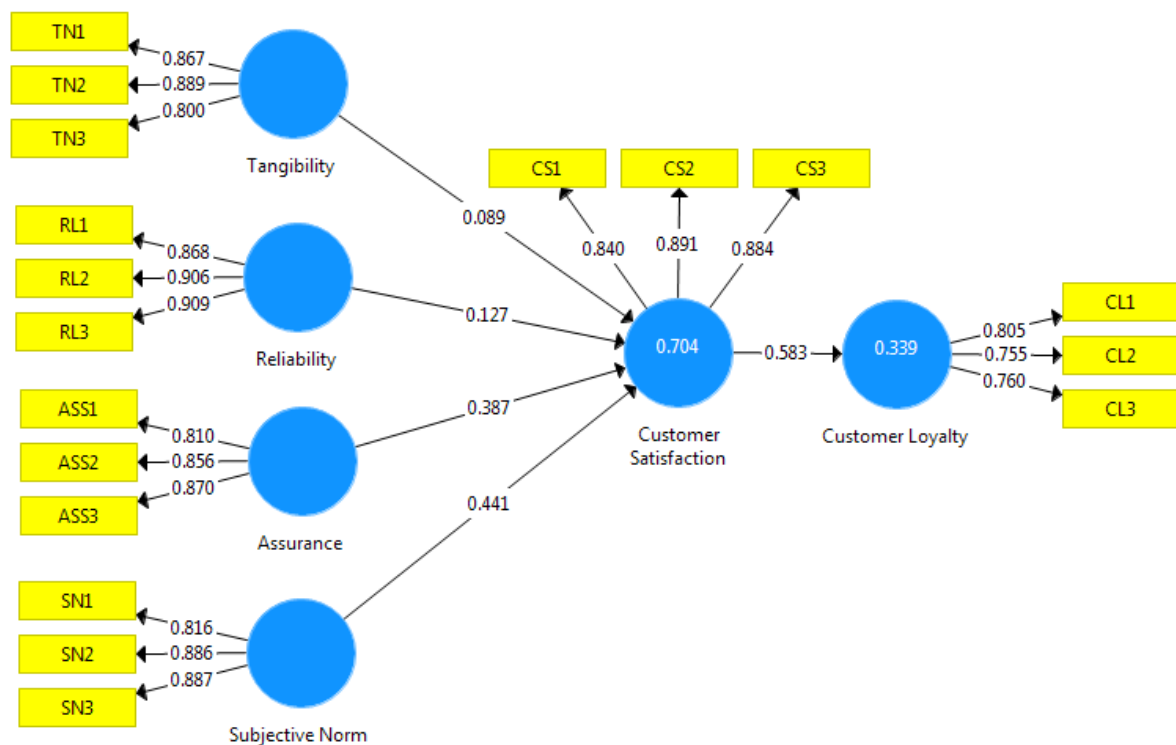 TN1
0.867
TN2
0.889
TN3
0.800
Tangibility
RL1
0.868
RL2
0.906
RL3
0.909
Reliability
ASS1
0.810
ASS2
0.856
ASS3
0.870
Assurance
SN1
0.816
SN2
0.886
SN3
0.887
Subjective Norm
0.089
0.127
0.387
0.441
CS1
CS2
CS3
0.840
0.891
0.884
0.704
Customer
Satisfaction
0.583
0.339
Customer Loyalty
0.805
CL1
0.755
CL2
0.760
CL3